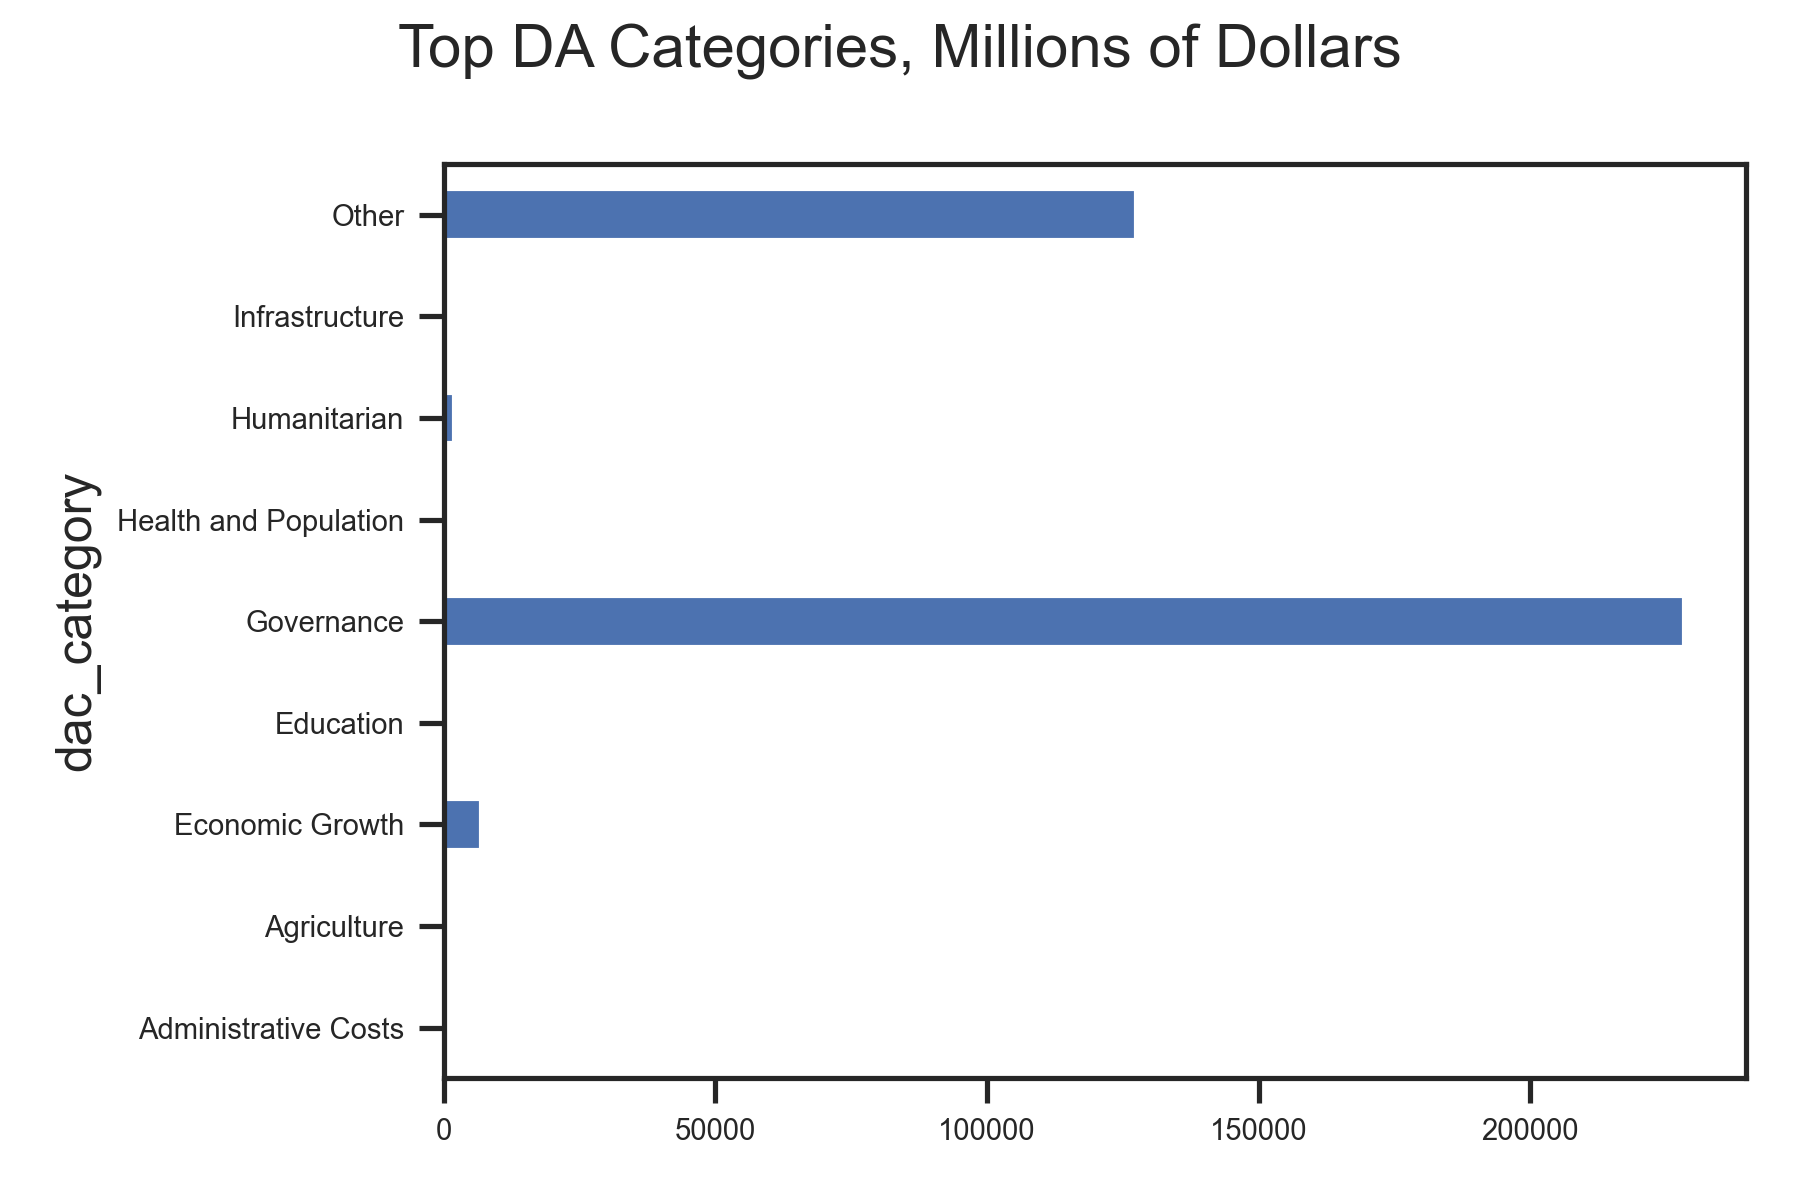 Top DA Categories, Millions of Dollars
dac_category
Other
Infrastructure
Humanitarian
Health and Population
Governance
Education
Economic Growth
Agriculture
Administrative Costs
0 50000 100000 150000 200000